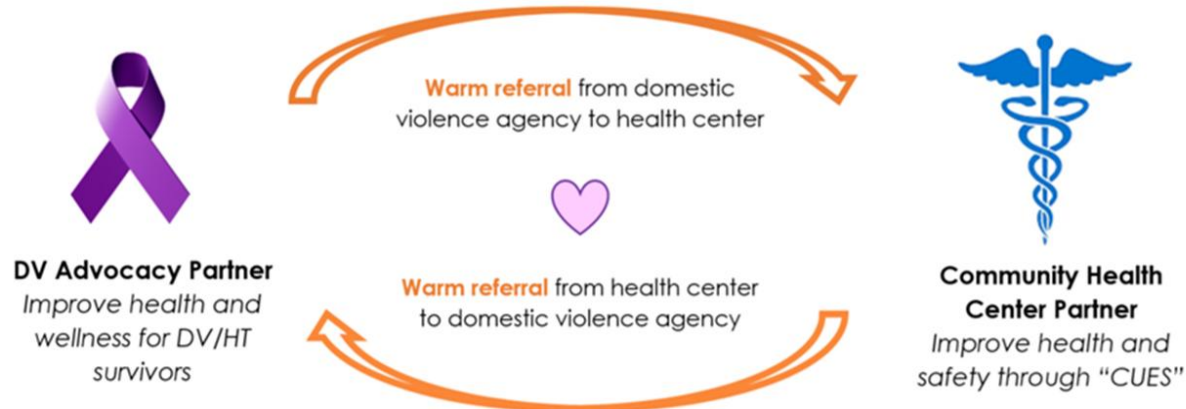 Warm referral from domestic
violence agency to health center
DV Advocacy Partner
Improve health and
wellness for DV/HT
survivors
Warm referral from health center
to domestic violence agency
Community Health
Center Partner
Improve health and
safety through “CUES”